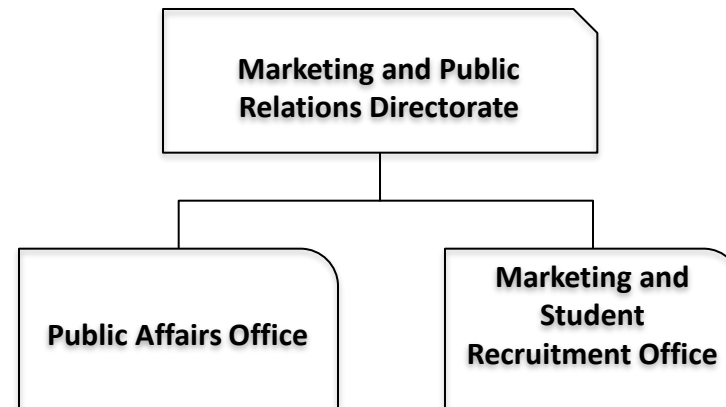 Marketing and Public
Relations Directorate
Public Affairs Office
Marketing and
Student
Recruitment Office